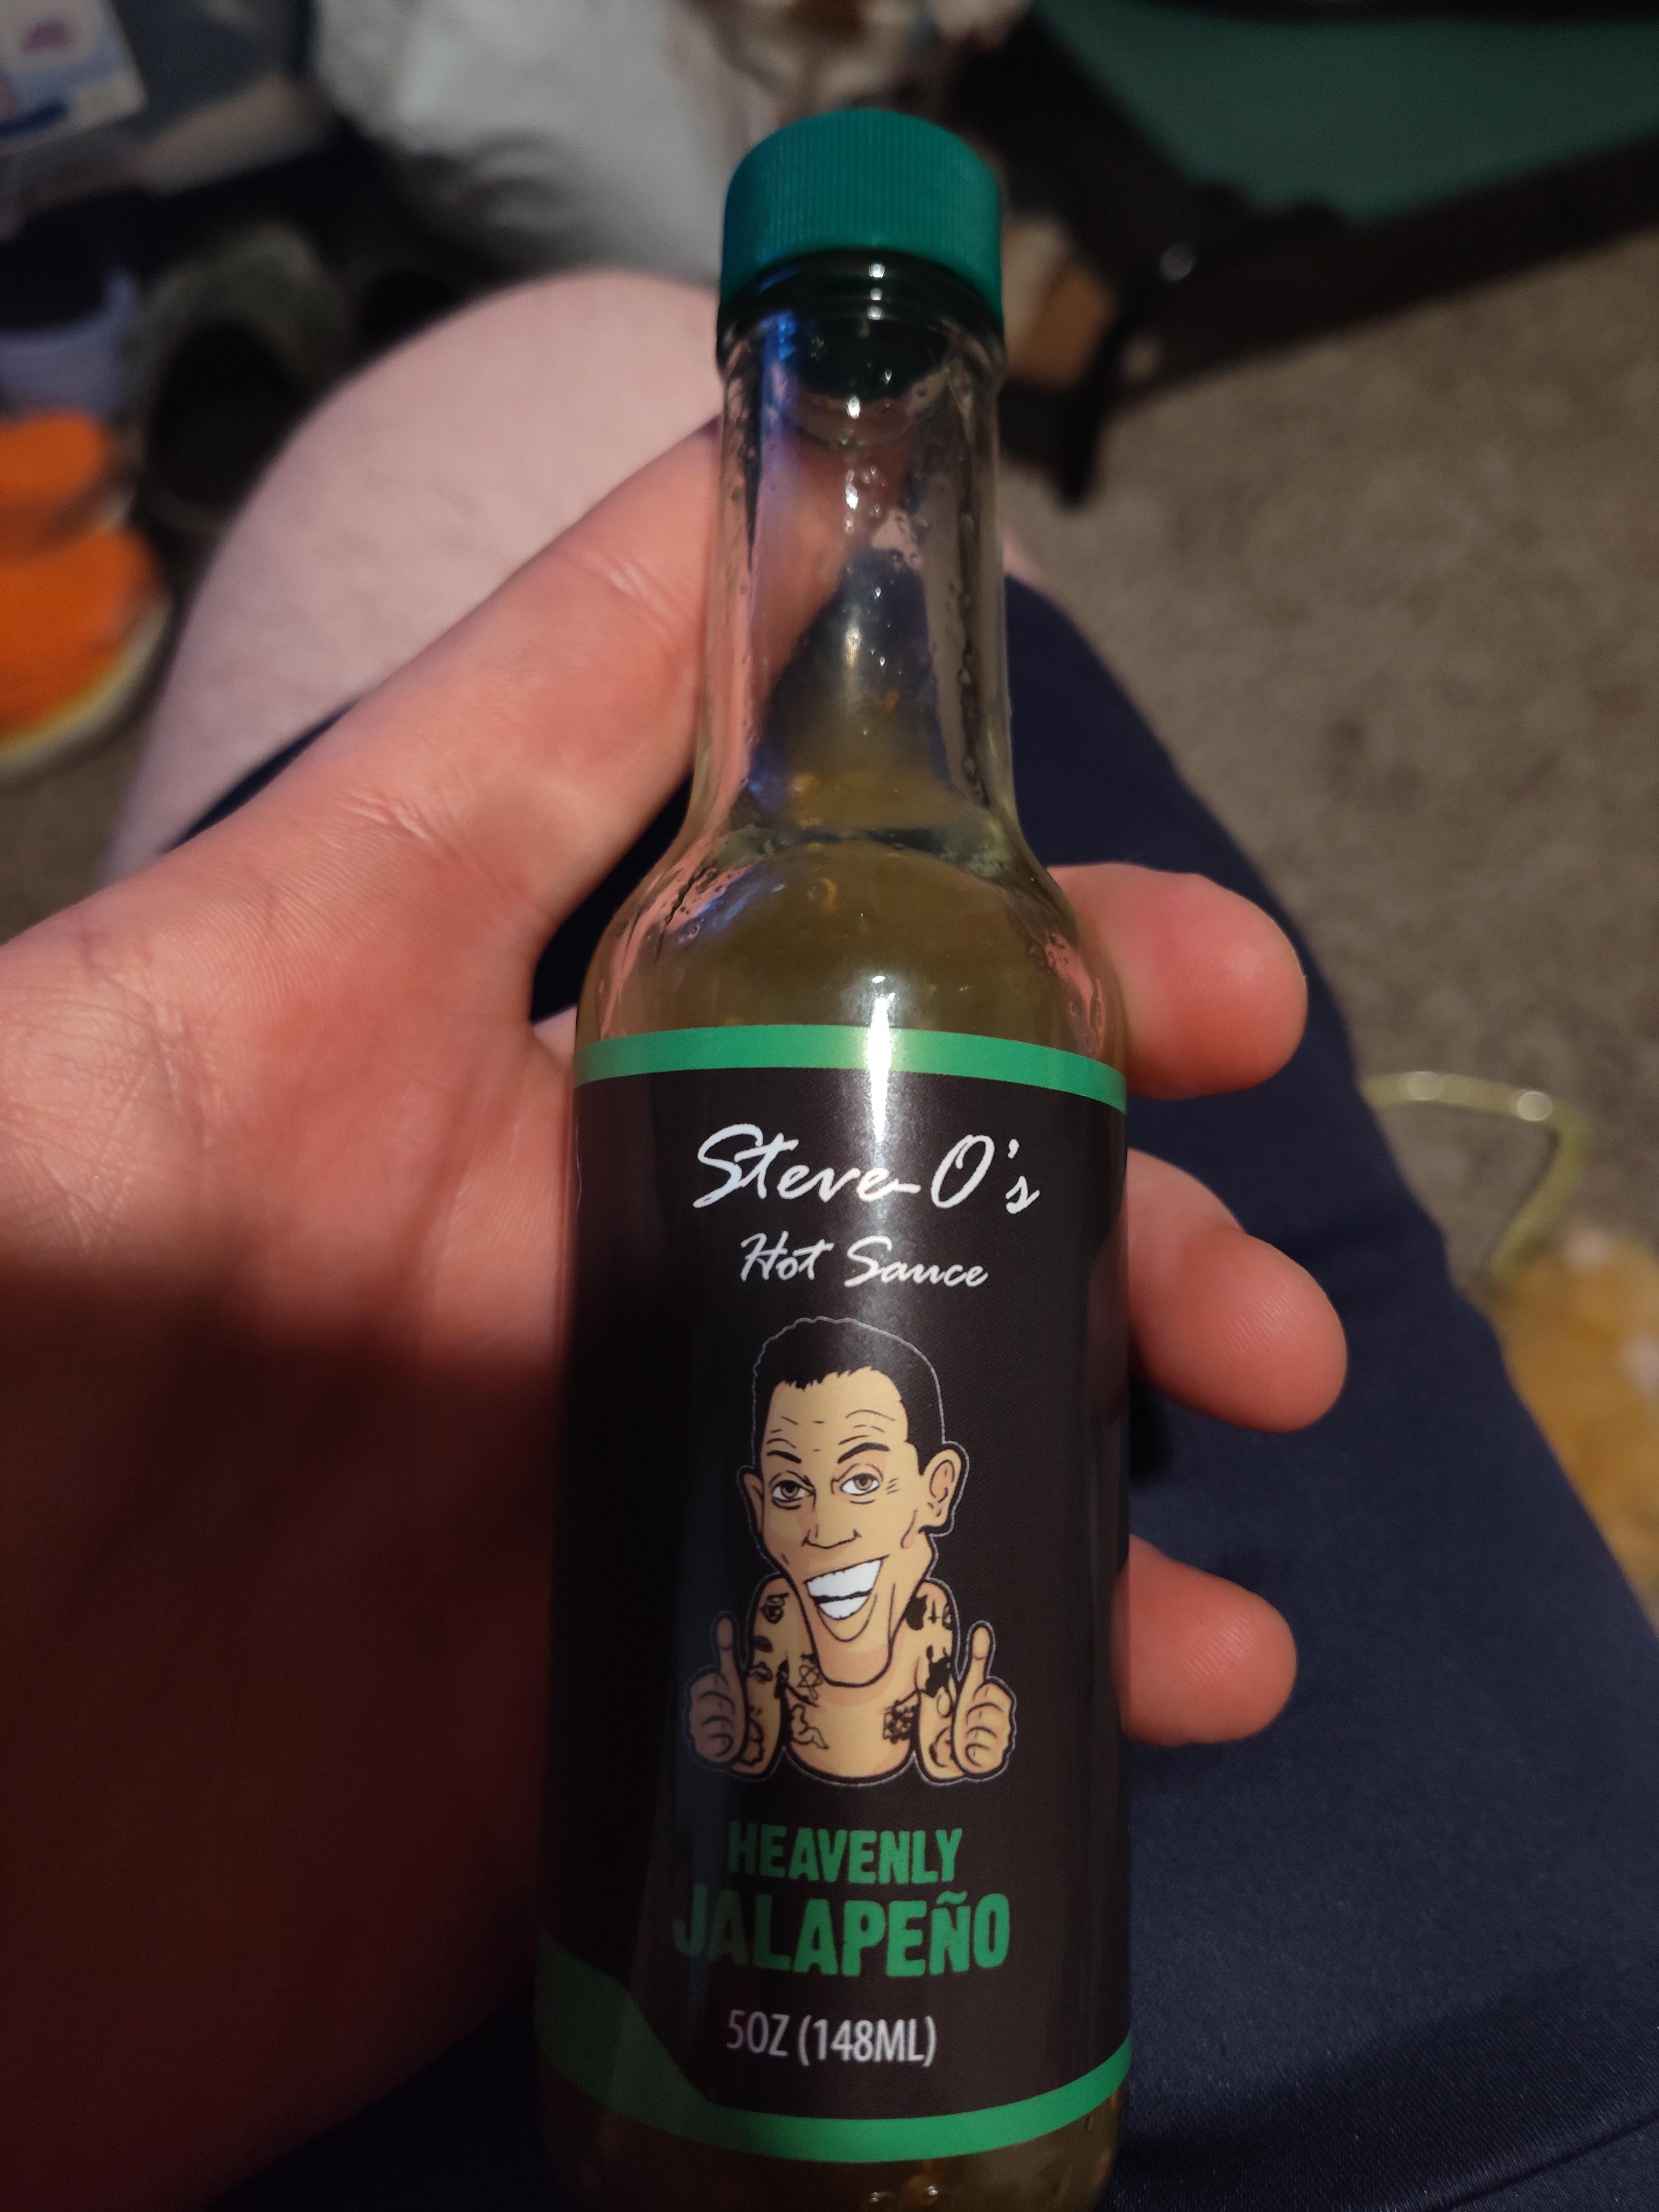 Steve-O's
Hot Sauce
HEAVENLY
JALAPEÑO
5OZ (148ML)